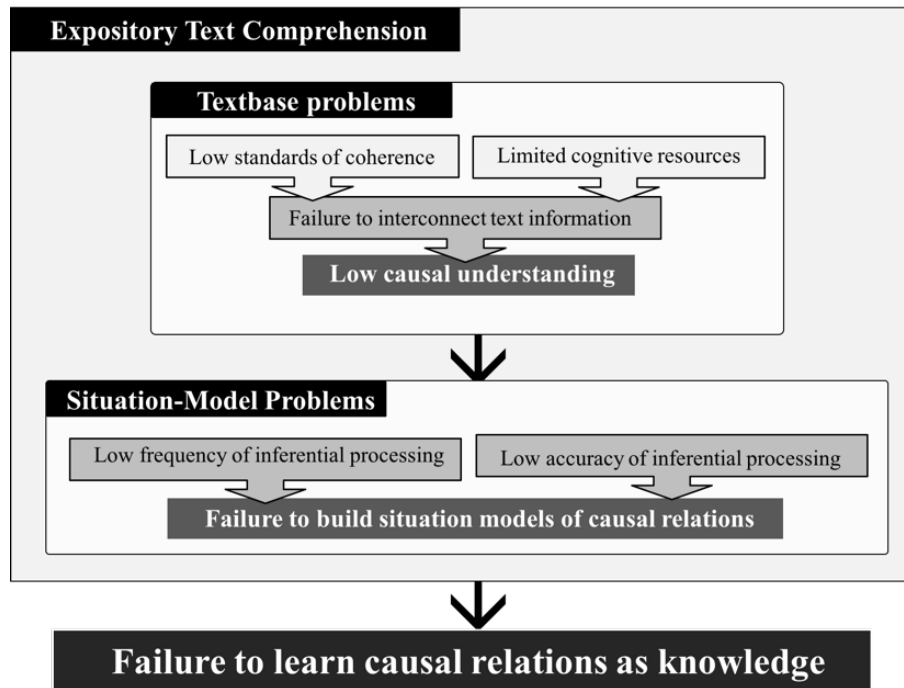 Expository Text Comprehension
Textbase problems
Low standards of coherence
Limited cognitive resources
Failure to interconnect text information
Low causal understanding
Situation-Model Problems
Low frequency of inferential processing
Low accuracy of inferential processing
Failure to build situation models of causal relations
Failure to learn causal relations as knowledge